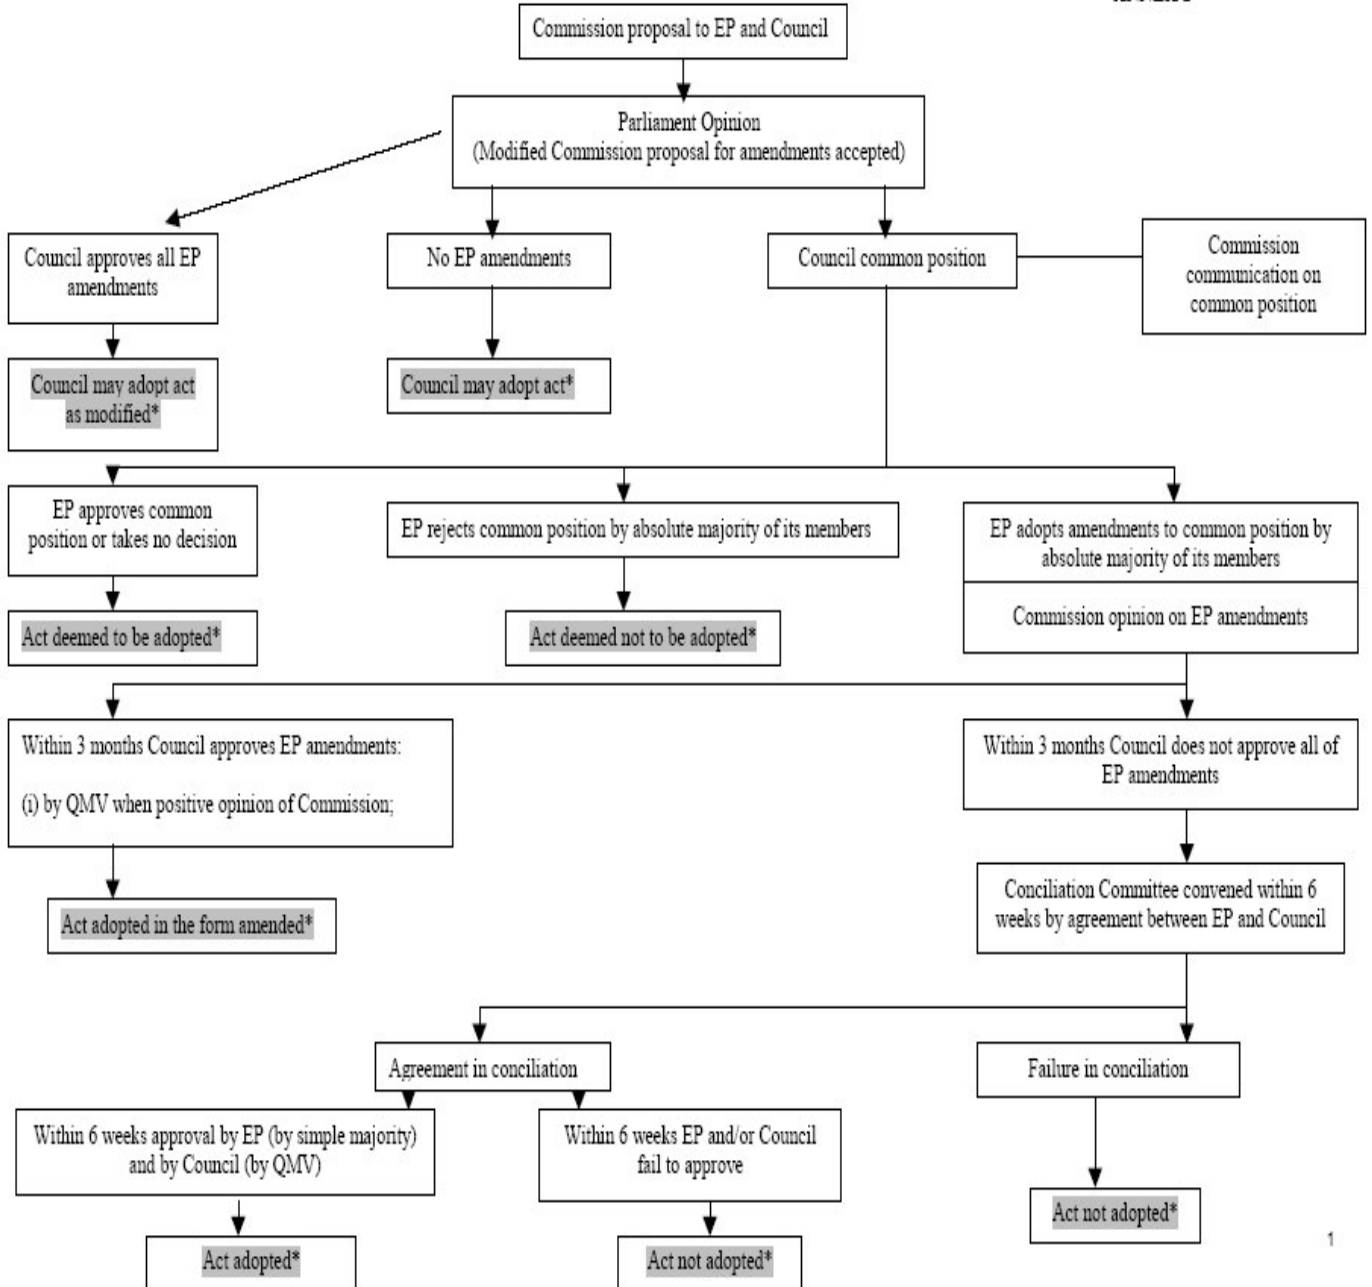 Commission proposal to EP and Council
Parliament Opinion
(Modified Commission proposal for amendments accepted)
Council approves all EP
amendments
No EP amendments
Council common position
Commission
communication on
common position
Council may adopt act
as modified*
Council may adopt act*
EP approves common
position or takes no decision
EP rejects common position by absolute majority of its members
EP adopts amendments to common position by
absolute majority of its members
Commission opinion on EP amendments
Act deemed to be adopted*
Act deemed not to be adopted*
Within 3 months Council approves EP amendments:
(i) by QMV when positive opinion of Commission;
Within 3 months Council does not approve all of
EP amendments
Act adopted in the form amended*
Conciliation Committee convened within 6
weeks by agreement between EP and Council
Agreement in conciliation
Failure in conciliation
Within 6 weeks approval by EP (by simple majority)
and by Council (by QMV)
Within 6 weeks EP and/or Council
fail to approve
Act not adopted*
Act adopted*
Act not adopted*
1